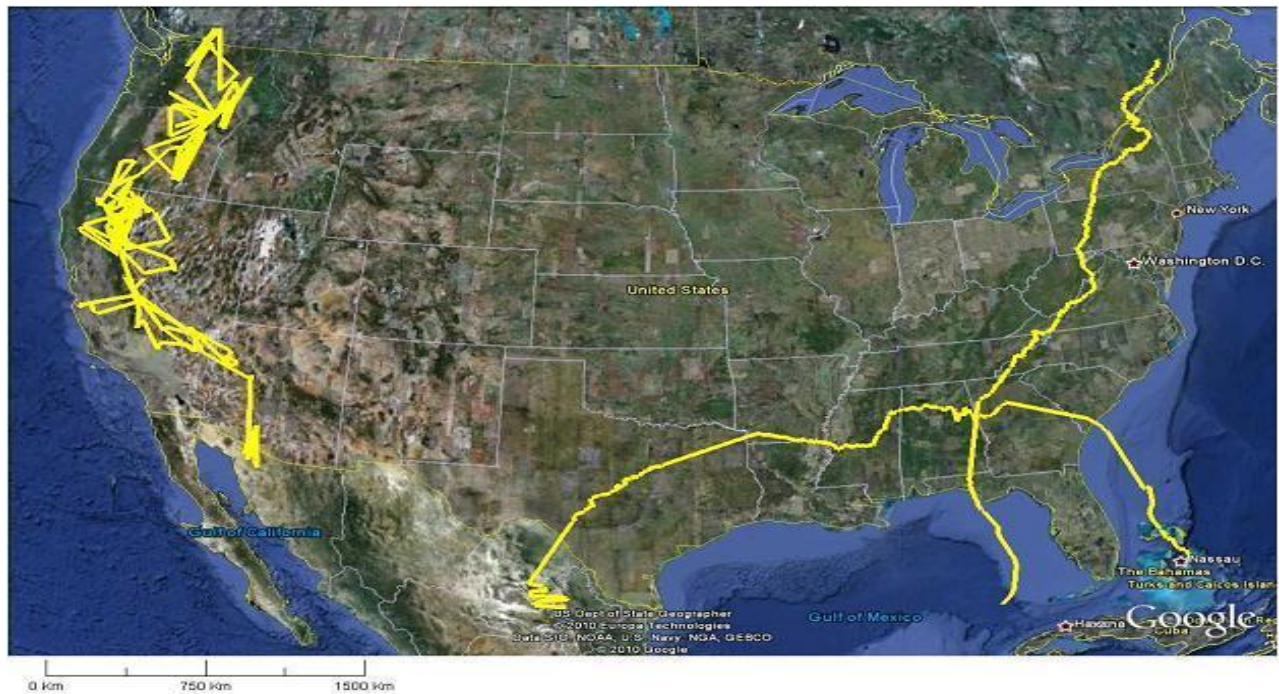 New York
Washington D.C.
United States
Gulf of California
Nassau
The Bahamas
Turks and Caicos Islan
US Dept of State Geographer
© 2010 Europa Technologies
Data SIO, NOAA, U.S. Navy, NGA, GEBCO
© 2010 Google
Gulf of Mexico
Havana
Cuba
Google
0 Km 750 Km 1500 Km